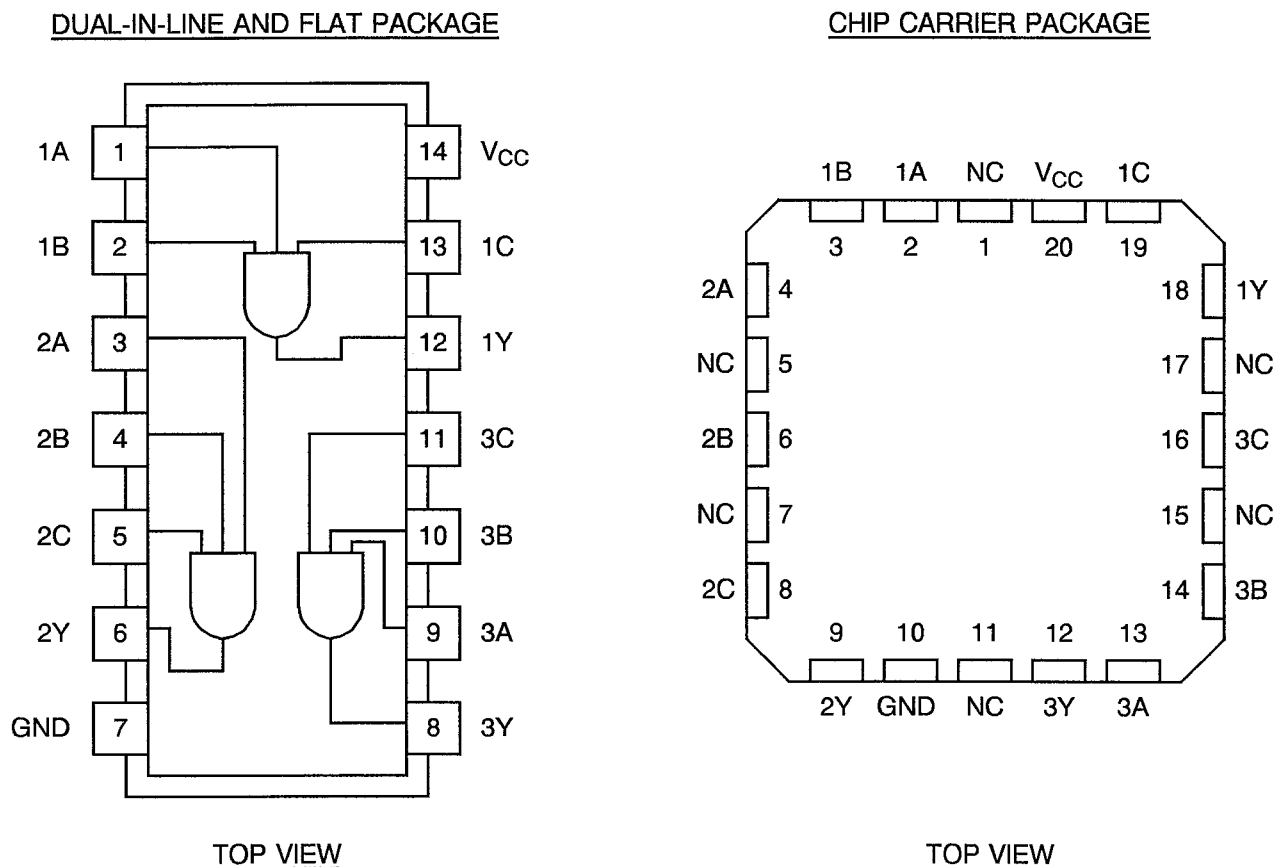 DUAL-IN-LINE AND FLAT PACKAGE
1A 1 14 VCC
1B 2 13 1C
2A 3 12 1Y
2B 4 11 3C
2C 5 10 3B
2Y 6 9 3A
GND 7 8 3Y
TOP VIEW
CHIP CARRIER PACKAGE
1B 1A NC VCC 1C
3 2 1 20 19
2A 4 18 1Y
NC 5 17 NC
2B 6 16 3C
NC 7 15 NC
2C 8 14 3B
9 10 11 12 13
2Y GND NC 3Y 3A
TOP VIEW